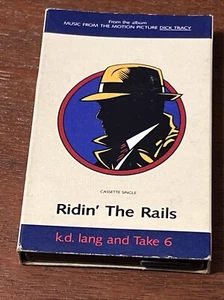 From the album
MUSIC FROM THE MOTION PICTURE DICK TRACY
CASSETTE SINGLE
Ridin' The Rails
k.d. lang and Take 6